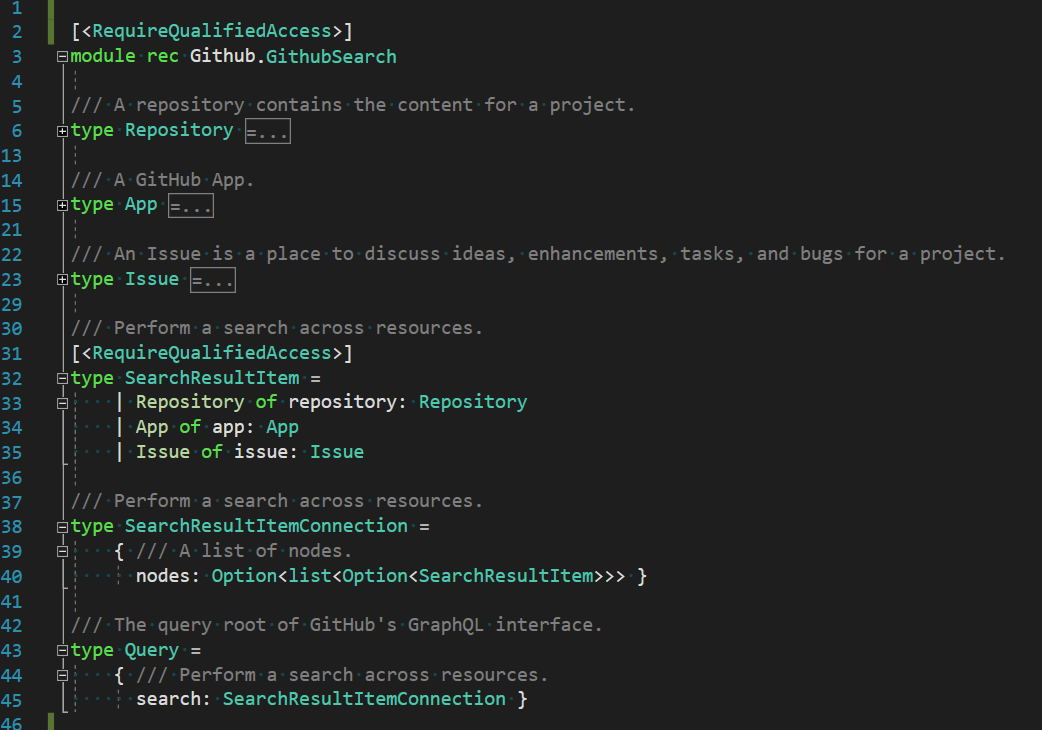 1
2 [<RequireQualifiedAccess>]
3 module rec Github.GithubSearch
4
5 /// A repository contains the content for a project.
6 type Repository =...
13
14 /// A GitHub App.
15 type App =...
21
22 /// An Issue is a place to discuss ideas, enhancements, tasks, and bugs for a project.
23 type Issue =...
29
30 /// Perform a search across resources.
31 [<RequireQualifiedAccess>]
32 type SearchResultItem =
33 | Repository of repository: Repository
34 | App of app: App
35 | Issue of issue: Issue
36
37 /// Perform a search across resources.
38 type SearchResultItemConnection =
39 { /// A list of nodes.
40 nodes: Option<list<Option<SearchResultItem>>> }
41
42 /// The query root of GitHub's GraphQL interface.
43 type Query =
44 { /// Perform a search across resources.
45 search: SearchResultItemConnection }
46